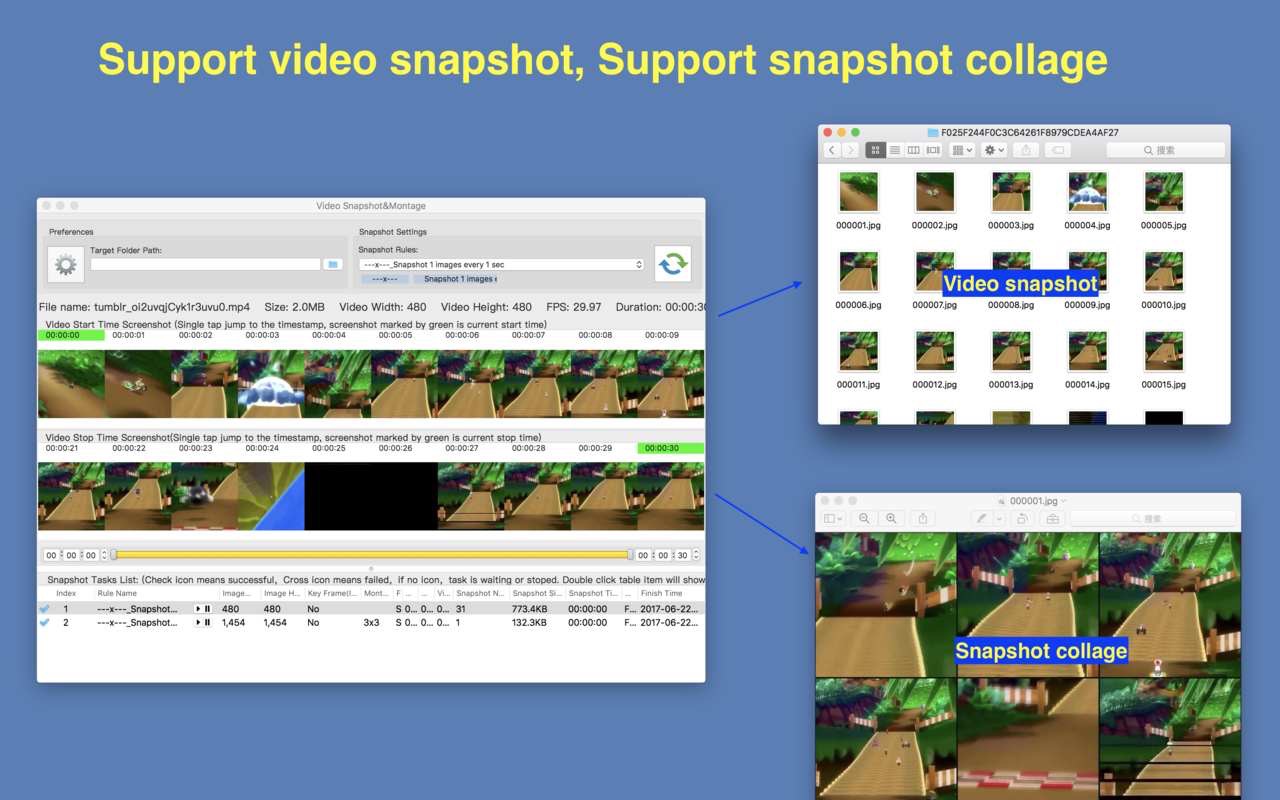 Support video snapshot, Support snapshot collage
Video Snapshot&Montage
Preferences
Target Folder Path:
Snapshot Settings
Snapshot Rules:
---x---_Snapshot 1 images every 1 sec
---x--- Snapshot 1 images e
File name: tumblr_ol2uvqjCyk1r3uvu0.mp4 Size: 2.0MB Video Width: 480 Video Height: 480 FPS: 29.97 Duration: 00:00:30
Video Start Time Screenshot (Single tap jump to the timestamp, screenshot marked by green is current start time)
00:00:00 00:00:01 00:00:02 00:00:03 00:00:04 00:00:05 00:00:06 00:00:07 00:00:08 00:00:09
Video Stop Time Screenshot(Single tap jump to the timestamp, screenshot marked by green is current stop time)
00:00:21 00:00:22 00:00:23 00:00:24 00:00:25 00:00:26 00:00:27 00:00:28 00:00:29 00:00:30
00 : 00 : 00 00 : 00 : 30
Snapshot Tasks List: (Check icon means successful, Cross icon means failed, if no icon, task is waiting or stoped. Double click table item will show
Index Rule Name Image... Image H... Key Frame(I... Mont... F... ... Vi... Snapshot N... Snapshot Si... Snapshot Ti... ... Finish Time
1 ---x---_Snapshot... 480 480 No S 0... 0... 0... 31 773.4KB 00:00:00 F... 2017-06-22...
2 ---x---_Snapshot... 1,454 1,454 No 3x3 S 0... 0... 0... 1 132.3KB 00:00:00 F... 2017-06-22...
F025F244F0C3C64261F8979CDEA4AF27
搜索
000001.jpg 000002.jpg 000003.jpg 000004.jpg 000005.jpg
Video snapshot
000006.jpg 000007.jpg 000008.jpg 000009.jpg 000010.jpg
000011.jpg 000012.jpg 000013.jpg 000014.jpg 000015.jpg
000001.jpg
搜索
Snapshot collage